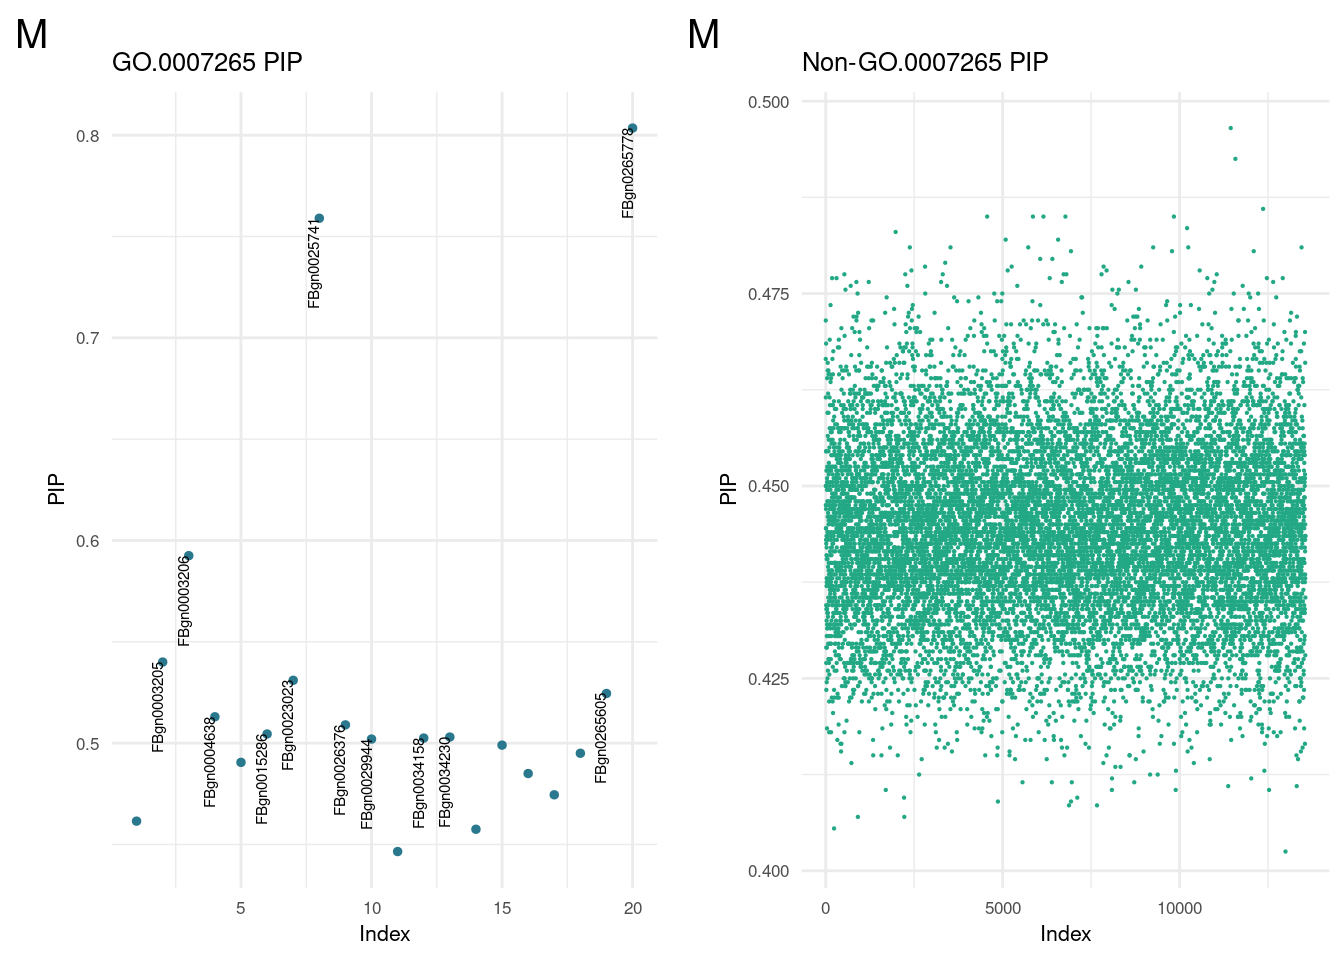 M
GO.0007265 PIP
PIP
0.8
0.7
0.6
0.5
FBgn0003205
FBgn0003206
FBgn0004638
FBgn0015286
FBgn0023023
FBgn0025741
FBgn0026376
FBgn0029944
FBgn0034158
FBgn0034230
FBgn0265605
FBgn0265778
5
10
15
20
Index
M
Non-GO.0007265 PIP
PIP
0.500
0.475
0.450
0.425
0.400
0
5000
10000
Index